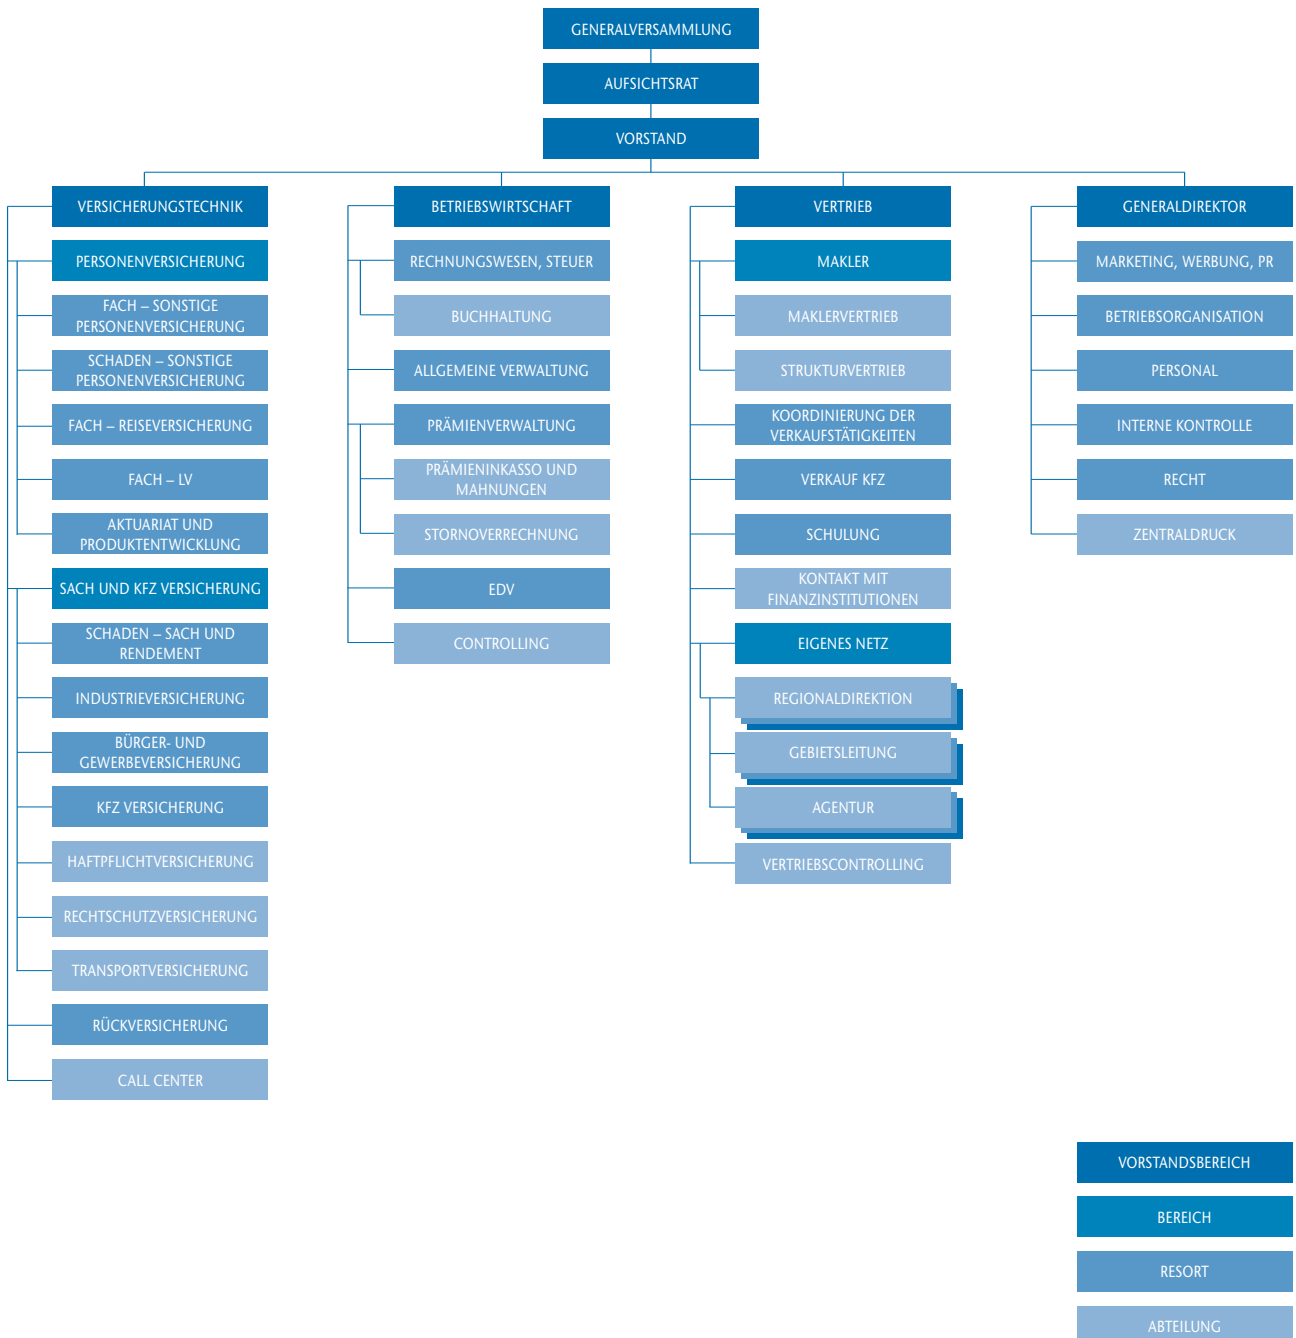 GENERALVERSAMMLUNG
AUFSICHTSRAT
VORSTAND
VERSICHERUNGSTECHNIK
PERSONENVERSICHERUNG
FACH – SONSTIGE
PERSONENVERSICHERUNG
SCHADEN – SONSTIGE
PERSONENVERSICHERUNG
FACH – REISEVERSICHERUNG
FACH – LV
AKTUARIAT UND
PRODUKTENTWICKLUNG
SACH UND KFZ VERSICHERUNG
SCHADEN – SACH UND
RENDEMENT
INDUSTRIEVERSICHERUNG
BÜRGER- UND
GEWERBEVERSICHERUNG
KFZ VERSICHERUNG
HAFTPFLICHTVERSICHERUNG
RECHTSCHUTZVERSICHERUNG
TRANSPORTVERSICHERUNG
RÜCKVERSICHERUNG
CALL CENTER
BETRIEBSWIRTSCHAFT
RECHNUNGSWESEN, STEUER
BUCHHALTUNG
ALLGEMEINE VERWALTUNG
PRÄMIENVERWALTUNG
PRÄMIENINKASSO UND
MAHNUNGEN
STORNOVERRECHNUNG
EDV
CONTROLLING
VERTRIEB
MAKLER
MAKLERVERTRIEB
STRUKTURVERTRIEB
KOORDINIERUNG DER
VERKAUFSTÄTIGKEITEN
VERKAUF KFZ
SCHULUNG
KONTAKT MIT
FINANZINSTITUTIONEN
EIGENES NETZ
REGIONALDIREKTION
GEBIETSLEITUNG
AGENTUR
VERTRIEBSCONTROLLING
GENERALDIREKTOR
MARKETING, WERBUNG, PR
BETRIEBSORGANISATION
PERSONAL
INTERNE KONTROLLE
RECHT
ZENTRALDRUCK
VORSTANDSBEREICH
BEREICH
RESORT
ABTEILUNG